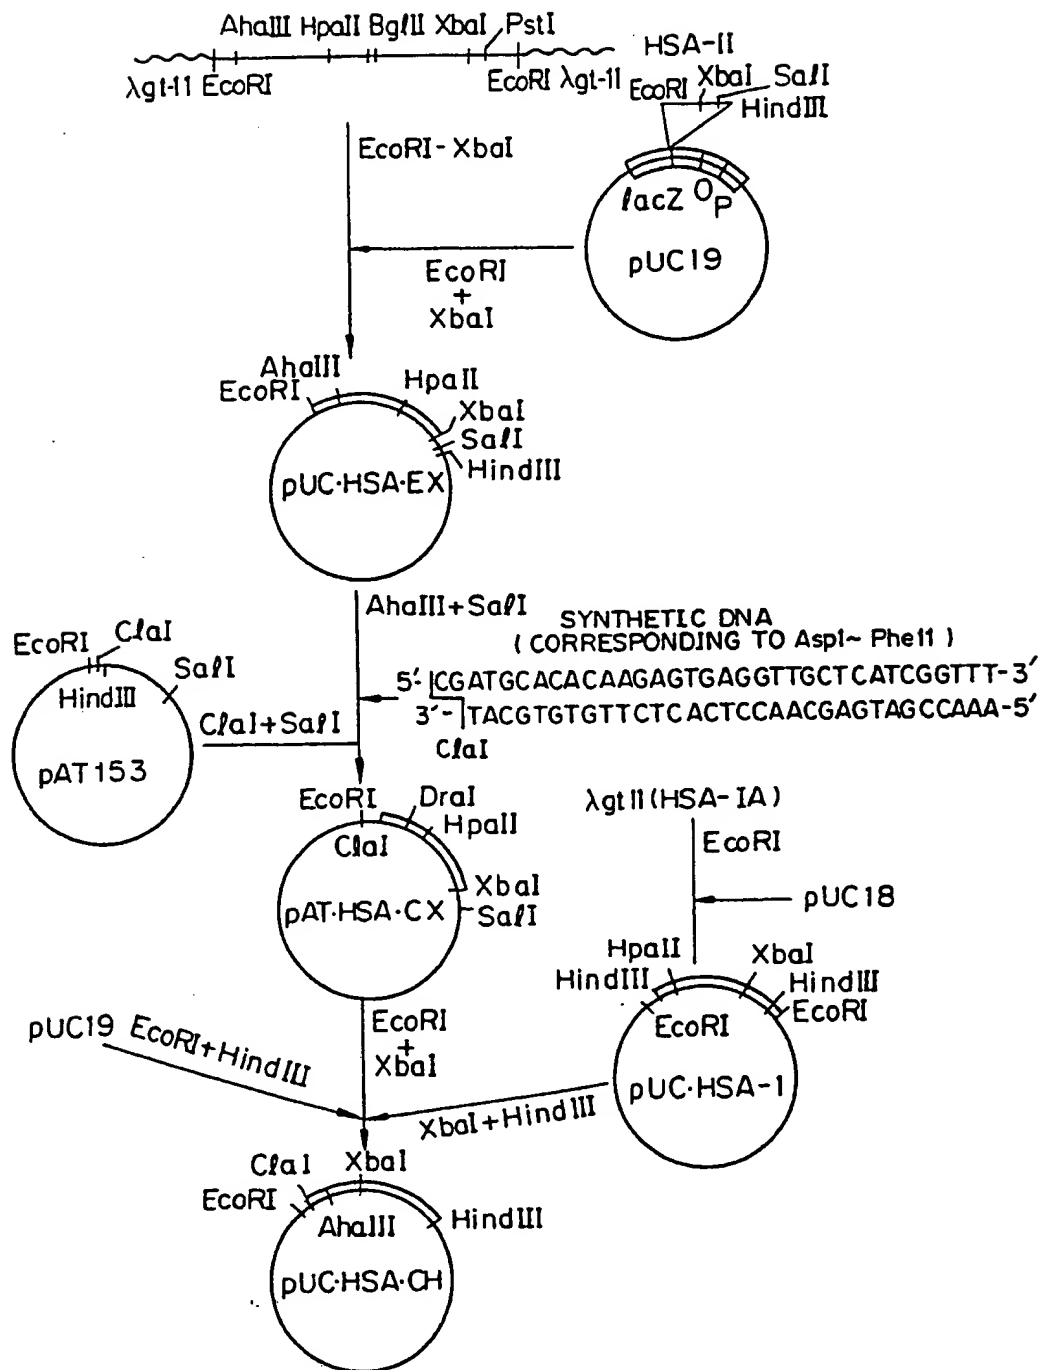 AhaIII HpaII BglII XbaI PstI
λgt-11 EcoRI EcoRI λgt-11
HSA-II
EcoRI XbaI SalI
HindIII
EcoRI-XbaI
lacZ O P
pUC19
EcoRI
+
XbaI
AhaIII
EcoRI HpaII
XbaI
SalI
HindIII
pUC·HSA·EX
AhaIII+SalI
SYNTHETIC DNA
( CORRESPONDING TO Asp1~ Phe11 )
5'- CGATGCACACAAGAGTGAGGTTGCTCATCGGTTT-3'
3'- TACGTGTGTTCTCACTCCAACGAGTAGCCAAA-5'
ClaI
EcoRI ClaI
SalI
HindIII
pAT153
ClaI+SalI
EcoRI DraI
HpaII
ClaI
XbaI
SalI
pAT·HSA·CX
λgt11(HSA-IA)
EcoRI
pUC18
HpaII XbaI
HindIII HindIII
EcoRI EcoRI
pUC·HSA-1
EcoRI
+
XbaI
pUC19 EcoRI+HindIII
XbaI+HindIII
ClaI XbaI
EcoRI
AhaIII HindIII
pUC·HSA·CH